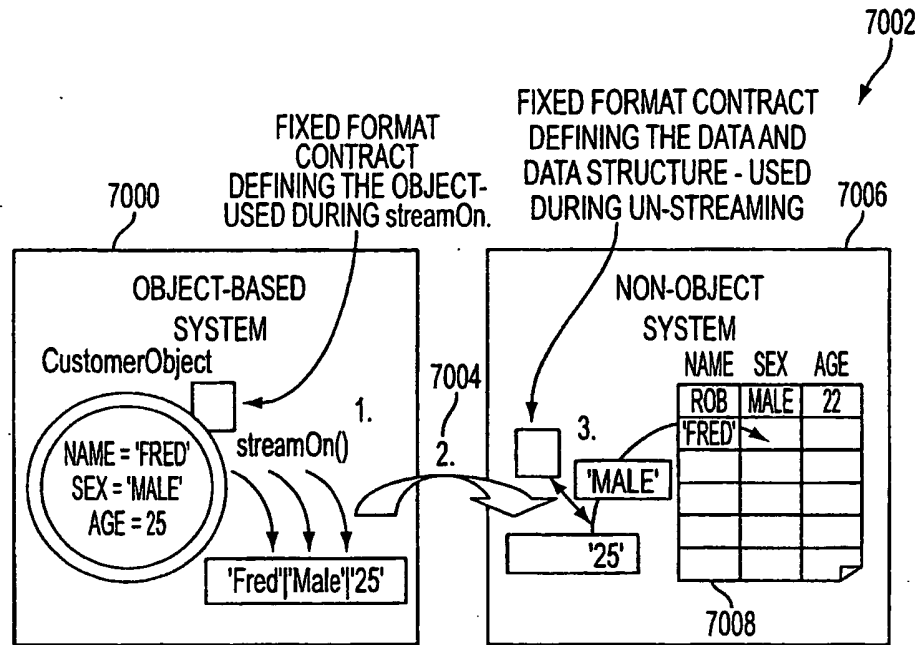 7002
FIXED FORMAT
CONTRACT
DEFINING THE OBJECT-
USED DURING streamOn.
FIXED FORMAT CONTRACT
DEFINING THE DATA AND
DATA STRUCTURE - USED
DURING UN-STREAMING
7000
7006
OBJECT-BASED
SYSTEM
CustomerObject
1.
streamOn()
NAME = 'FRED'
SEX = 'MALE'
AGE = 25
'Fred'|'Male'|'25'
7004
2.
NON-OBJECT
SYSTEM
NAME SEX AGE
ROB MALE 22
'FRED'
3.
'MALE'
'25'
7008